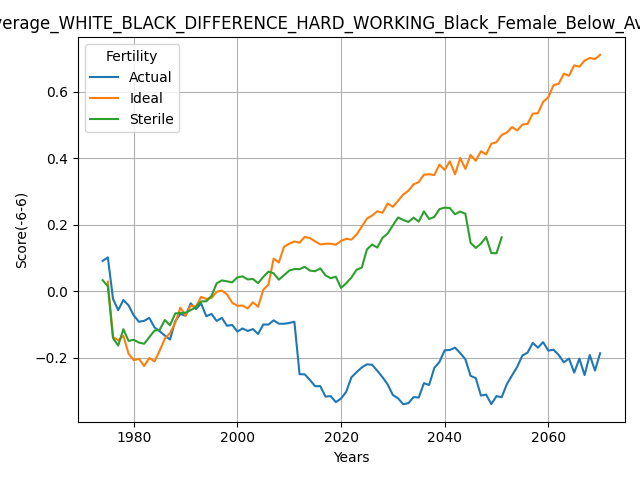 verage_WHITE_BLACK_DIFFERENCE_HARD_WORKING_Black_Female_Below_Av
Fertility
Actual
Ideal
Sterile
Score(-6-6)
0.6
0.4
0.2
0.0
−0.2
1980
2000
2020
2040
2060
Years